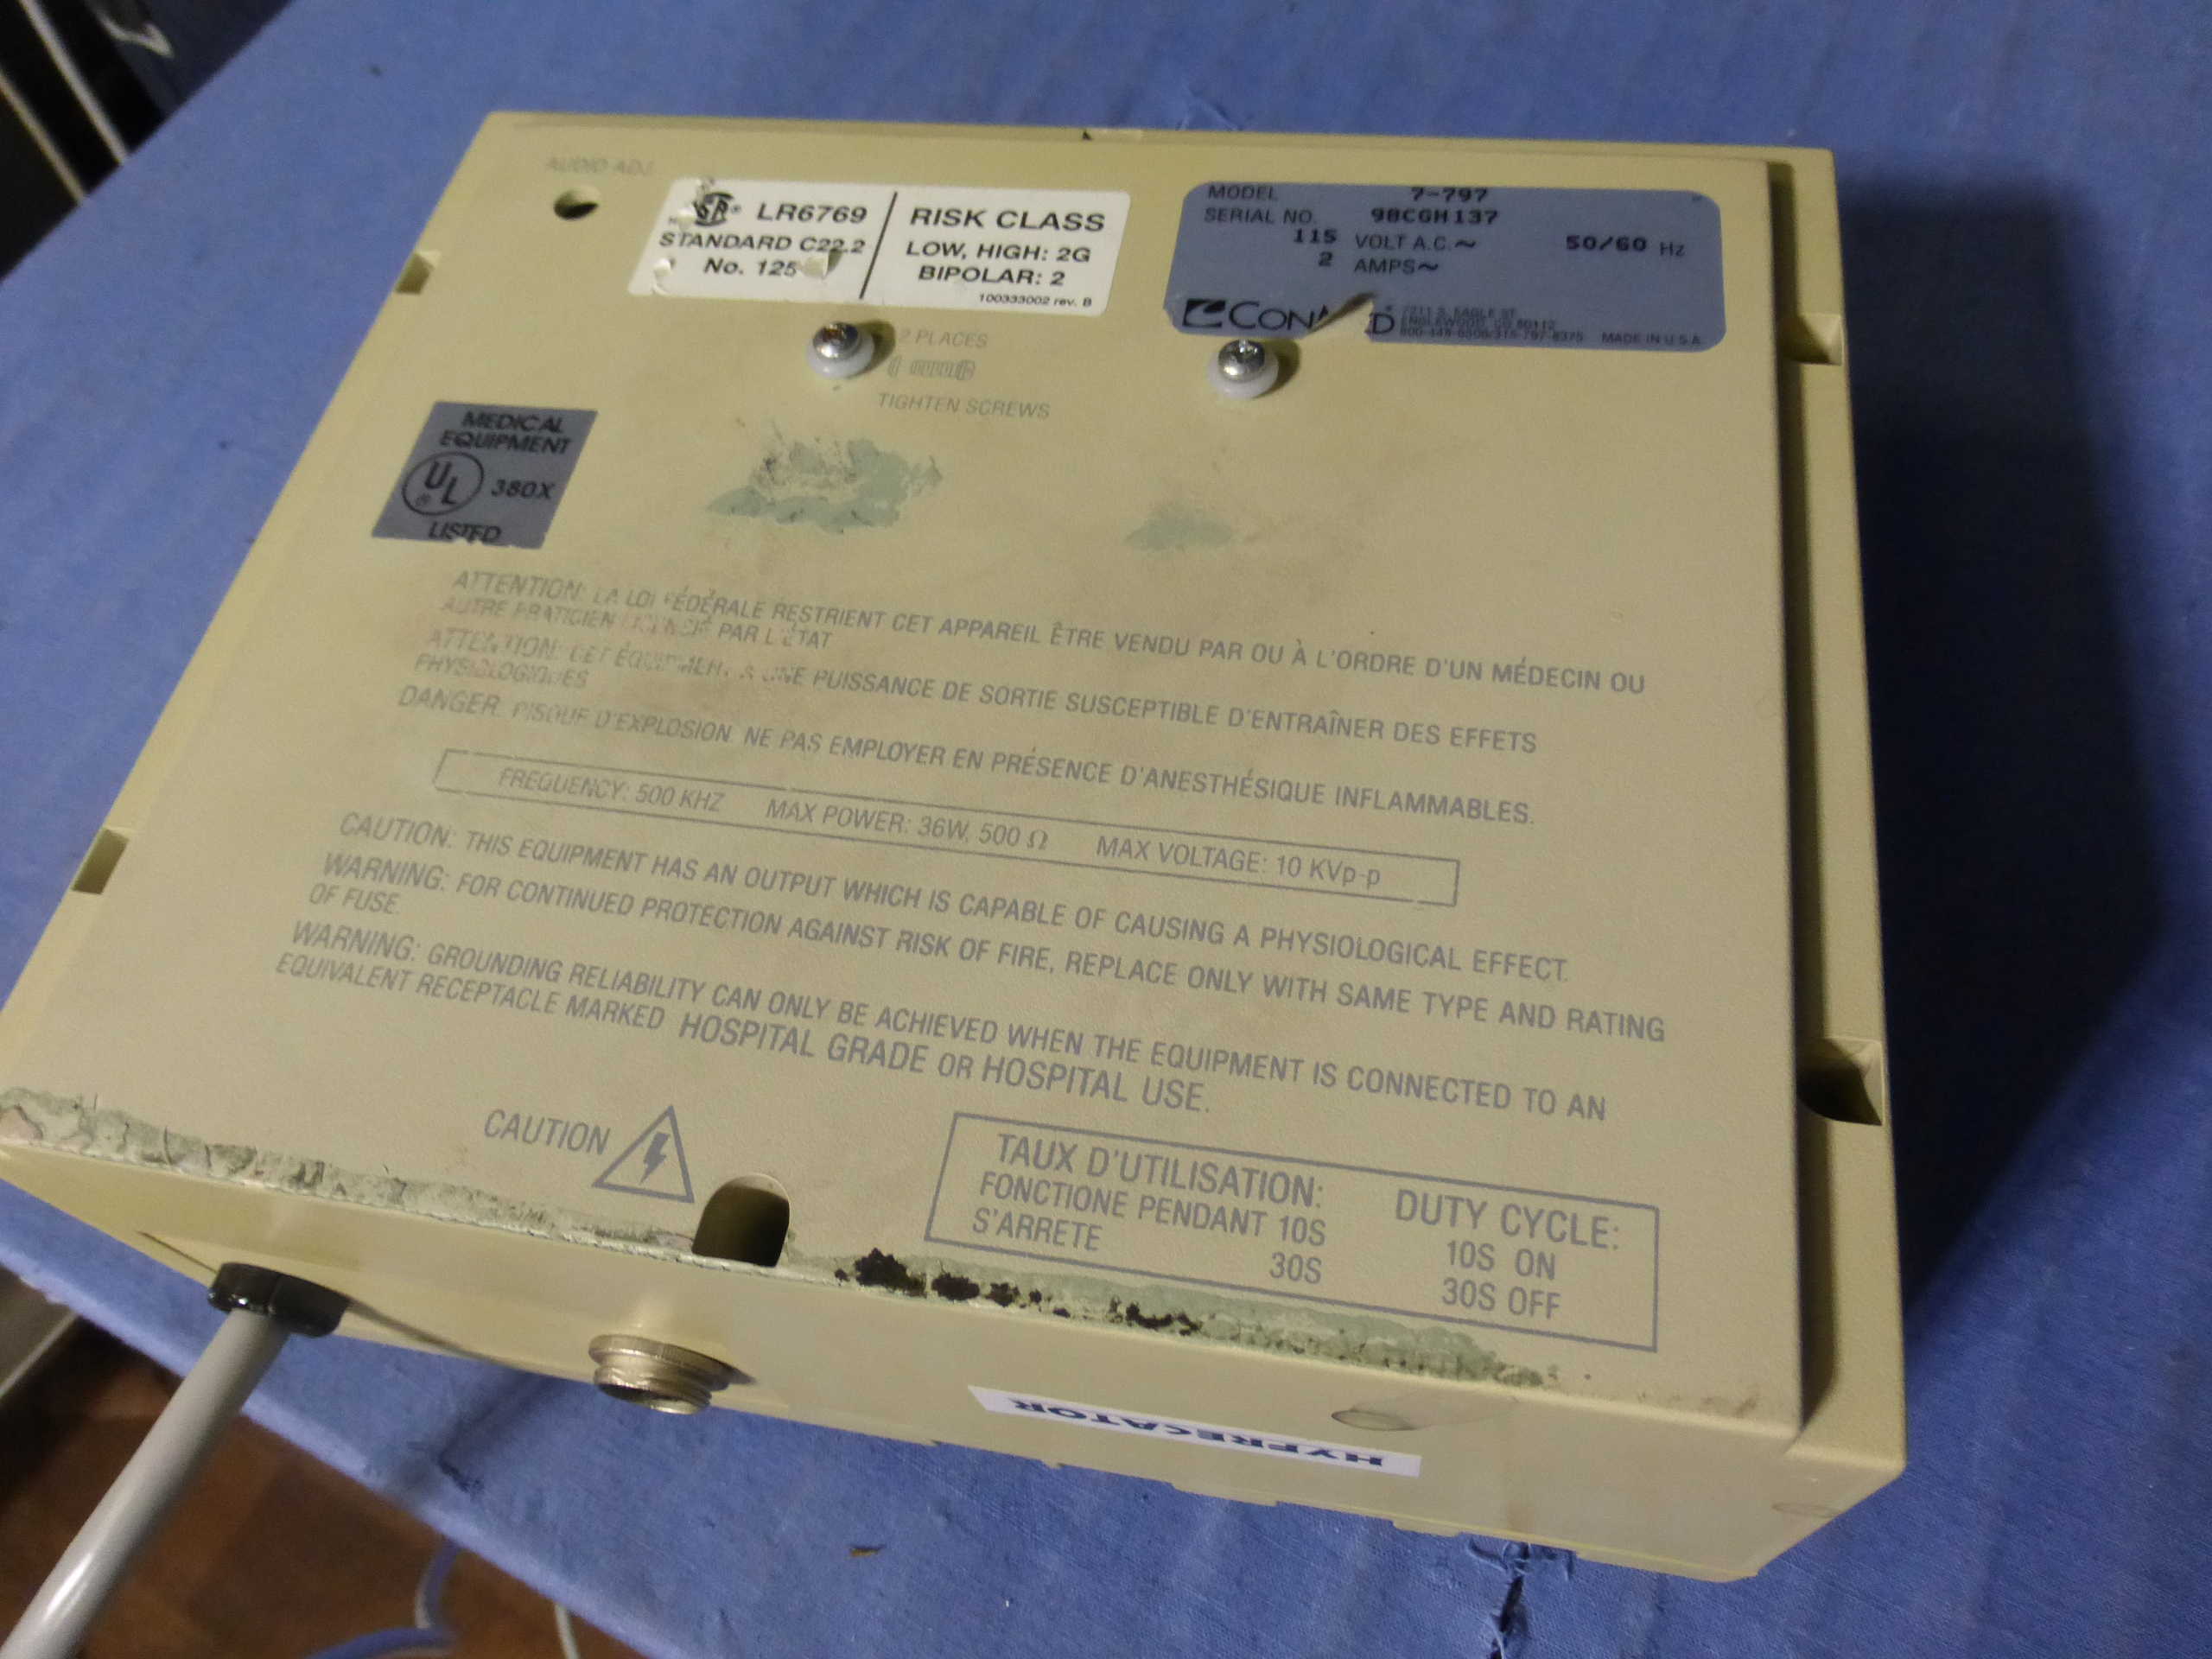 AUDIO ADJ.
LR6769
STANDARD C22.2
No. 125
RISK CLASS
LOW, HIGH: 2G
BIPOLAR: 2
100333002 rev. B
MODEL 7-797
SERIAL NO. 98CGH137
115 VOLT A.C.~ 50/60 Hz
2 AMPS~
MADE IN U.S.A.
2 PLACES
TIGHTEN SCREWS
MEDICAL
EQUIPMENT
UL ® 380X
LISTED
ATTENTION: LA LOI FÉDÉRALE RESTRIENT CET APPAREIL ÊTRE VENDU PAR OU À L'ORDRE D'UN MÉDECIN OU
AUTRE PRATICIEN PAR L'ÉTAT
ATTENTION: CET ÉQUIPMENT A UNE PUISSANCE DE SORTIE SUSCEPTIBLE D'ENTRAÎNER DES EFFETS
PHYSIOLOGIQUES
DANGER: RISQUE D'EXPLOSION. NE PAS EMPLOYER EN PRÉSENCE D'ANESTHÉSIQUE INFLAMMABLES.
FREQUENCY: 500 KHZ MAX POWER: 36W, 500 Ω MAX VOLTAGE: 10 KVp-p
CAUTION: THIS EQUIPMENT HAS AN OUTPUT WHICH IS CAPABLE OF CAUSING A PHYSIOLOGICAL EFFECT.
WARNING: FOR CONTINUED PROTECTION AGAINST RISK OF FIRE, REPLACE ONLY WITH SAME TYPE AND RATING
OF FUSE.
WARNING: GROUNDING RELIABILITY CAN ONLY BE ACHIEVED WHEN THE EQUIPMENT IS CONNECTED TO AN
EQUIVALENT RECEPTACLE MARKED HOSPITAL GRADE OR HOSPITAL USE.
CAUTION
TAUX D'UTILISATION:
FONCTIONE PENDANT 10S
S'ARRETE 30S
DUTY CYCLE:
10S ON
30S OFF
HYFRECATOR